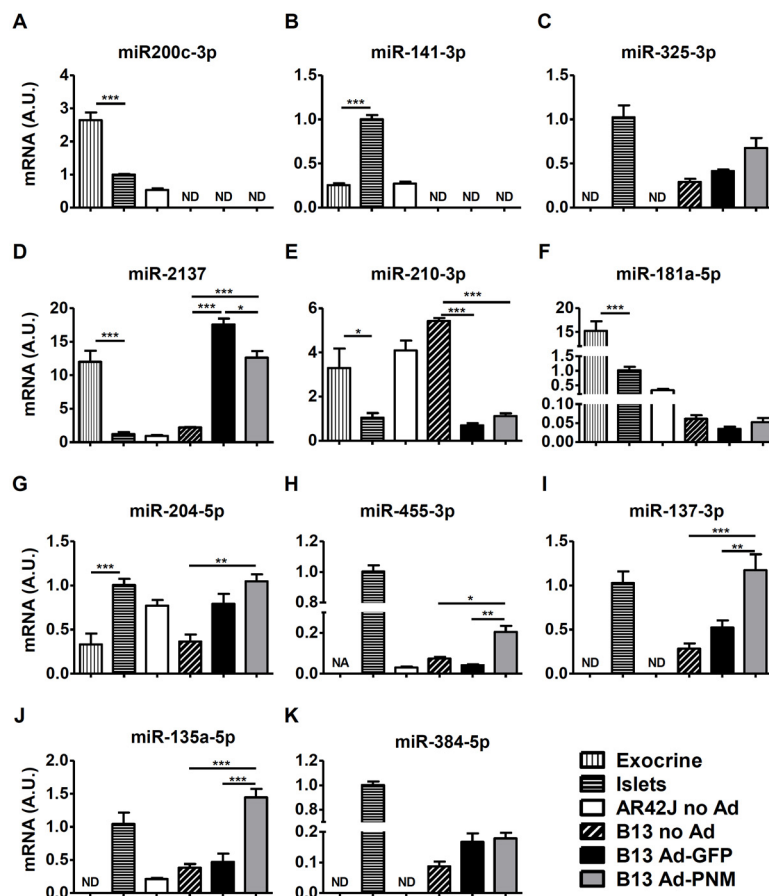 A
miR200c-3p
mRNA (A.U.)
4
3
2
1
0
***
ND
ND
ND
B
miR-141-3p
1.5
1.0
0.5
0.0
***
ND
ND
ND
C
miR-325-3p
1.5
1.0
0.5
0.0
ND
ND
D
miR-2137
mRNA (A.U.)
20
15
10
5
0
***
***
***
*
E
miR-210-3p
6
4
2
0
*
***
***
F
miR-181a-5p
15
10
1.5
1.0
0.5
0.10
0.05
0.00
***
G
miR-204-5p
mRNA (A.U.)
1.5
1.0
0.5
0.0
***
**
H
miR-455-3p
1.2
1.0
0.8
0.2
0.0
NA
*
**
I
miR-137-3p
1.5
1.0
0.5
0.0
ND
ND
***
**
J
miR-135a-5p
mRNA (A.U.)
2.0
1.5
1.0
0.5
0.0
ND
***
***
K
miR-384-5p
1.2
1.0
0.8
0.2
0.1
0.0
ND
ND
Exocrine
Islets
AR42J no Ad
B13 no Ad
B13 Ad-GFP
B13 Ad-PNM